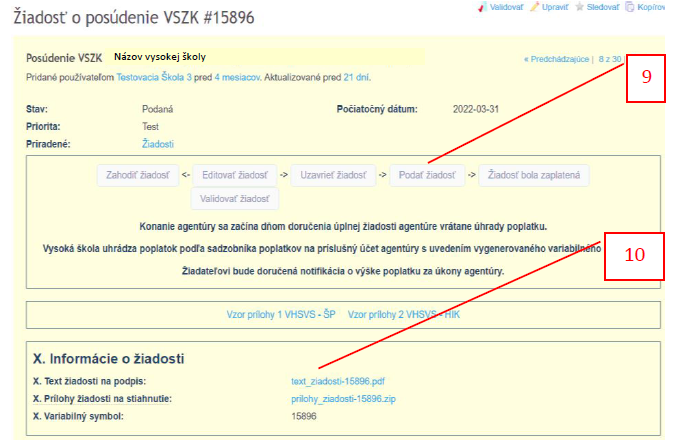 Žiadosť o posúdenie VSZK #15896
Validovať Upraviť Sledovať Kopírov
Posúdenie VSZK Názov vysokej školy
« Predchádzajúce | 8 z 30
9
Pridané používateľom Testovacia Škola 3 pred 4 mesiacov. Aktualizované pred 21 dní.
Stav: Podaná Počiatočný dátum: 2022-03-31
Priorita: Test
Priradené: Žiadosti
Zahodiť žiadosť <- Editovať žiadosť -> Uzavrieť žiadosť -> Podať žiadosť -> Žiadosť bola zaplatená
Validovať žiadosť
Konanie agentúry sa začína dňom doručenia úplnej žiadosti agentúre vrátane úhrady poplatku.
Vysoká škola uhrádza poplatok podľa sadzobníka poplatkov na príslušný účet agentúry s uvedením vygenerovaného variabilného
10
Žiadateľovi bude doručená notifikácia o výške poplatku za úkony agentúry.
Vzor prílohy 1 VHSVS - ŠP Vzor prílohy 2 VHSVS - HIK
X. Informácie o žiadosti
X. Text žiadosti na podpis: text_ziadosti-15896.pdf
X. Prílohy žiadosti na stiahnutie: prilohy_ziadosti-15896.zip
X. Variabilný symbol: 15896